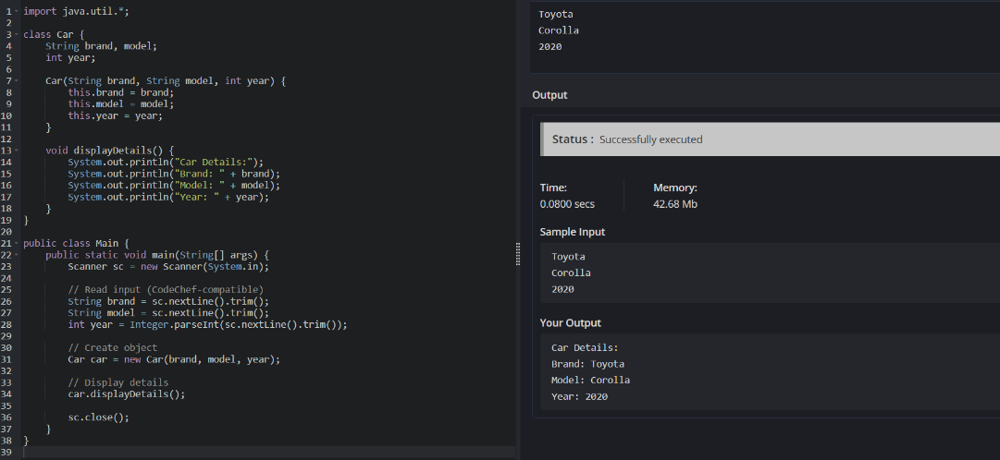 1 import java.util.*;
2
3 class Car {
4     String brand, model;
5     int year;
6
7     Car(String brand, String model, int year) {
8         this.brand = brand;
9         this.model = model;
10         this.year = year;
11     }
12
13     void displayDetails() {
14         System.out.println("Car Details:");
15         System.out.println("Brand: " + brand);
16         System.out.println("Model: " + model);
17         System.out.println("Year: " + year);
18     }
19 }
20
21 public class Main {
22     public static void main(String[] args) {
23         Scanner sc = new Scanner(System.in);
24
25         // Read input (CodeChef-compatible)
26         String brand = sc.nextLine().trim();
27         String model = sc.nextLine().trim();
28         int year = Integer.parseInt(sc.nextLine().trim());
29
30         // Create object
31         Car car = new Car(brand, model, year);
32
33         // Display details
34         car.displayDetails();
35
36         sc.close();
37     }
38 }
39
Toyota
Corolla
2020
Output
Status : Successfully executed
Time: Memory:
0.0800 secs 42.68 Mb
Sample Input
Toyota
Corolla
2020
Your Output
Car Details:
Brand: Toyota
Model: Corolla
Year: 2020